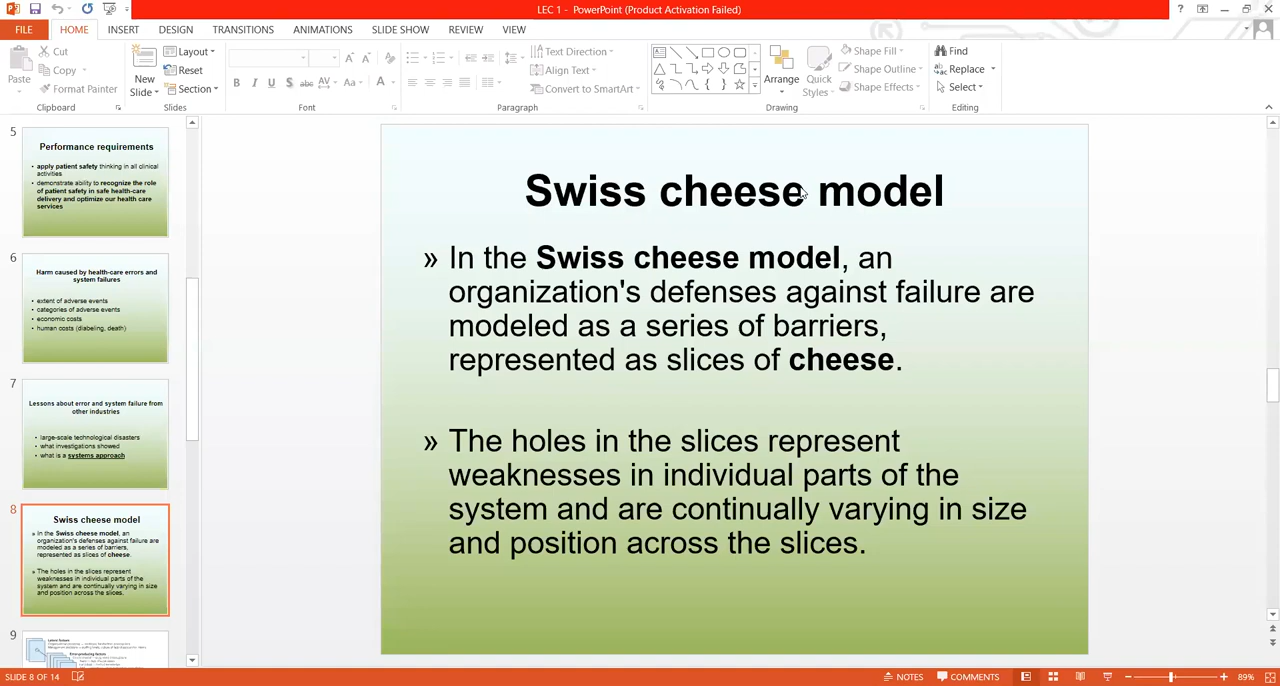 LEC 1 - PowerPoint (Product Activation Failed)
FILE HOME INSERT DESIGN TRANSITIONS ANIMATIONS SLIDE SHOW REVIEW VIEW
Cut
Copy
Format Painter
Paste
Clipboard
New
Slide
Layout
Reset
Section
Slides
Font
Text Direction
Align Text
Convert to SmartArt
Paragraph
Arrange
Quick
Styles
Shape Fill
Shape Outline
Shape Effects
Drawing
Find
Replace
Select
Editing
5
Performance requirements
• apply patient safety thinking in all clinical
activities
• demonstrate ability to recognize the role
of patient safety in safe health-care
delivery and optimize our health care
services
6
Harm caused by health-care errors and
system failures
• extent of adverse events
• categories of adverse events
• economic costs
• human costs (diabeling, death)
7
Lessons about error and system failure from
other industries
• large-scale technological disasters
• what investigations showed
• what is a systems approach
8
Swiss cheese model
» In the Swiss cheese model, an
organization's defenses against failure are
modeled as a series of barriers,
represented as slices of cheese.
» The holes in the slices represent
weaknesses in individual parts of the
system and are continually varying in size
and position across the slices.
9
Swiss cheese model
» In the Swiss cheese model, an
organization's defenses against failure are
modeled as a series of barriers,
represented as slices of cheese.
» The holes in the slices represent
weaknesses in individual parts of the
system and are continually varying in size
and position across the slices.
SLIDE 8 OF 14
NOTES
COMMENTS
89%